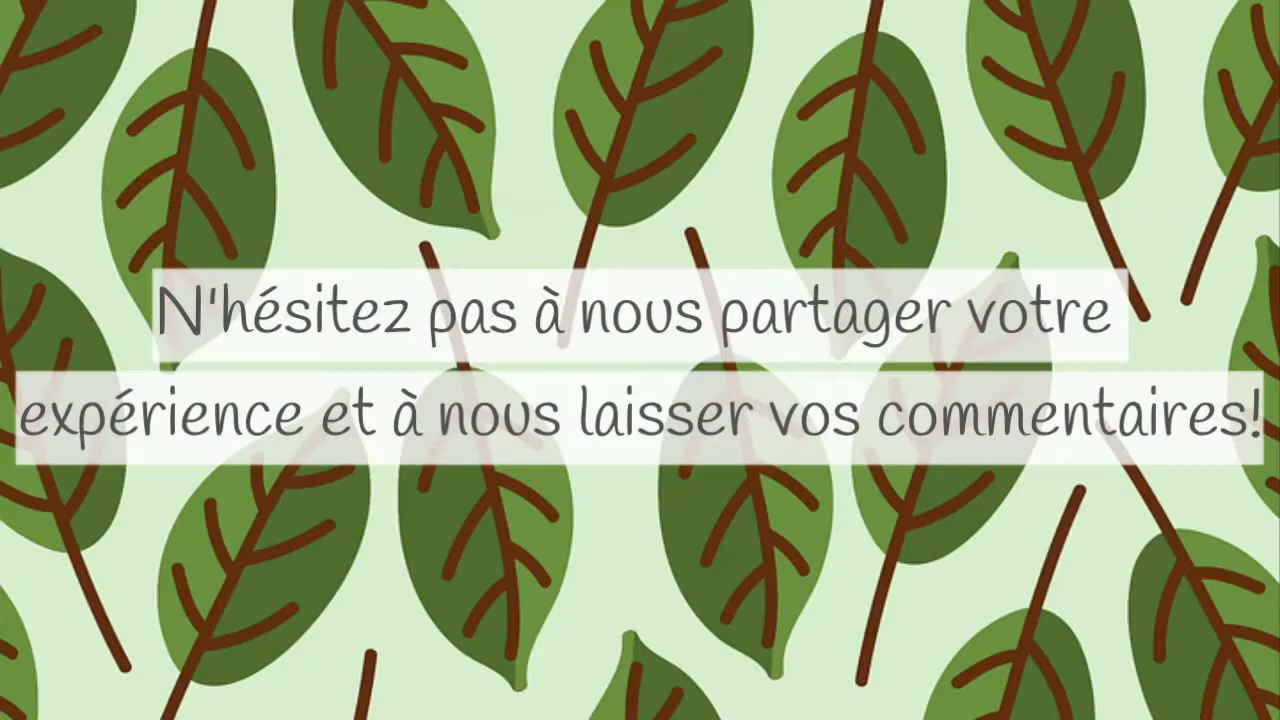 N'hésitez pas à nous partager votre
expérience et à nous laisser vos commentaires!